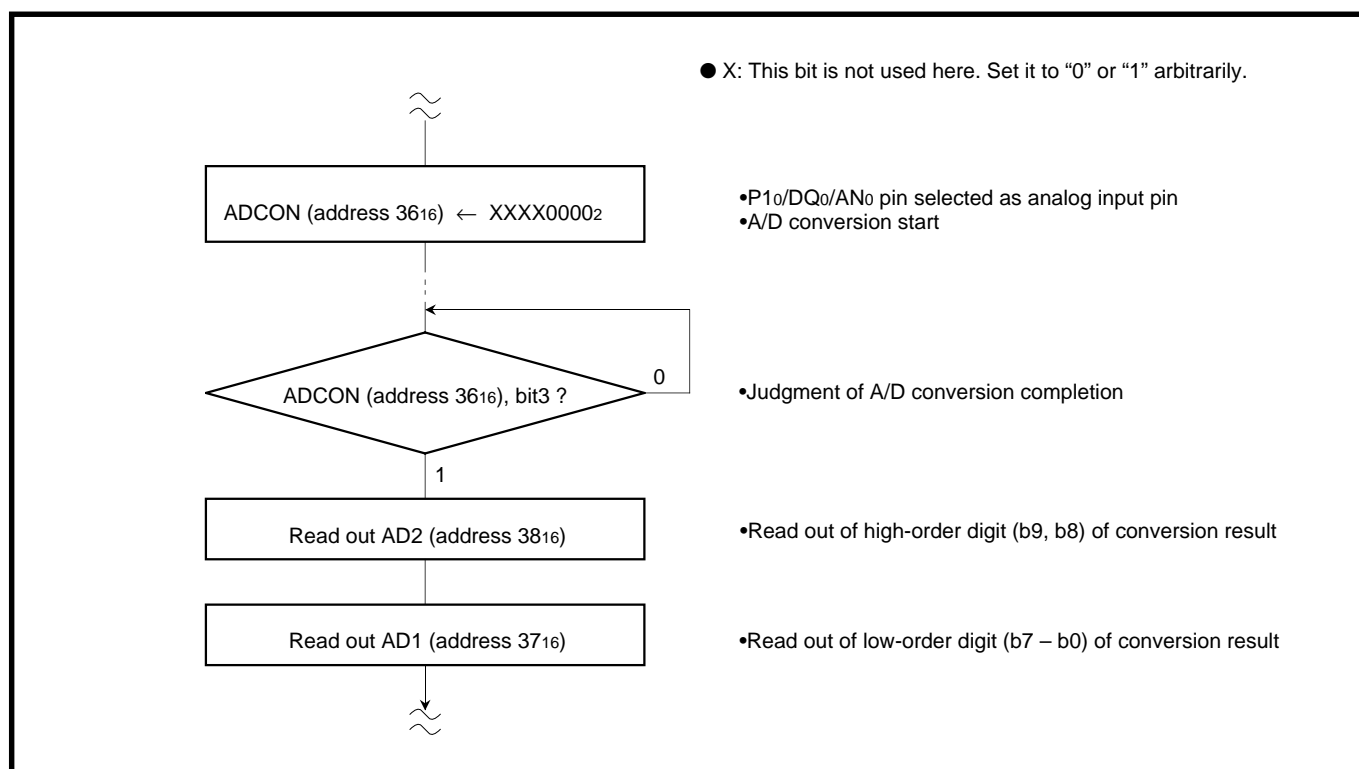 ● X: This bit is not used here. Set it to “0” or “1” arbitrarily.
ADCON (address 36₁₆) ← XXXX0000₂
•P1₀/DQ₀/AN₀ pin selected as analog input pin
•A/D conversion start
0
ADCON (address 36₁₆), bit3 ?
•Judgment of A/D conversion completion
1
Read out AD2 (address 38₁₆)
•Read out of high-order digit (b9, b8) of conversion result
Read out AD1 (address 37₁₆)
•Read out of low-order digit (b7 – b0) of conversion result